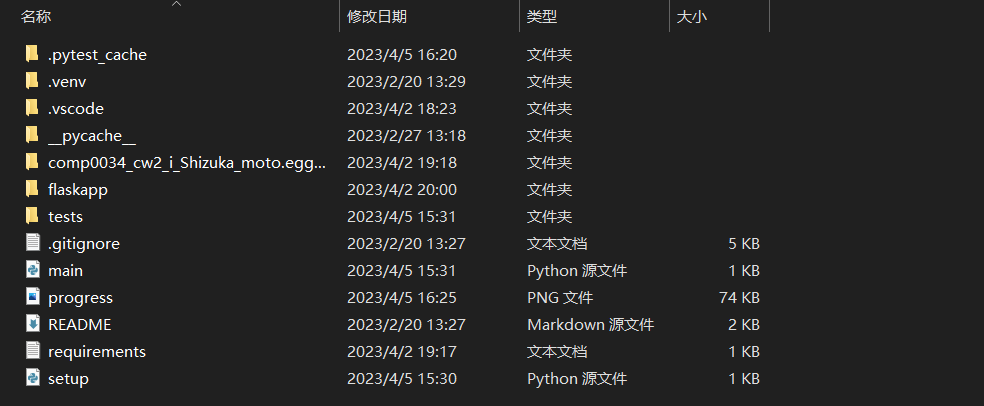 名称 修改日期 类型 大小
.pytest_cache 2023/4/5 16:20 文件夹
.venv 2023/2/20 13:29 文件夹
.vscode 2023/4/2 18:23 文件夹
__pycache__ 2023/2/27 13:18 文件夹
comp0034_cw2_i_Shizuka_moto.egg... 2023/4/2 19:18 文件夹
flaskapp 2023/4/2 20:00 文件夹
tests 2023/4/5 15:31 文件夹
.gitignore 2023/2/20 13:27 文本文档 5 KB
main 2023/4/5 15:31 Python 源文件 1 KB
progress 2023/4/5 16:25 PNG 文件 74 KB
README 2023/2/20 13:27 Markdown 源文件 2 KB
requirements 2023/4/2 19:17 文本文档 1 KB
setup 2023/4/5 15:30 Python 源文件 1 KB